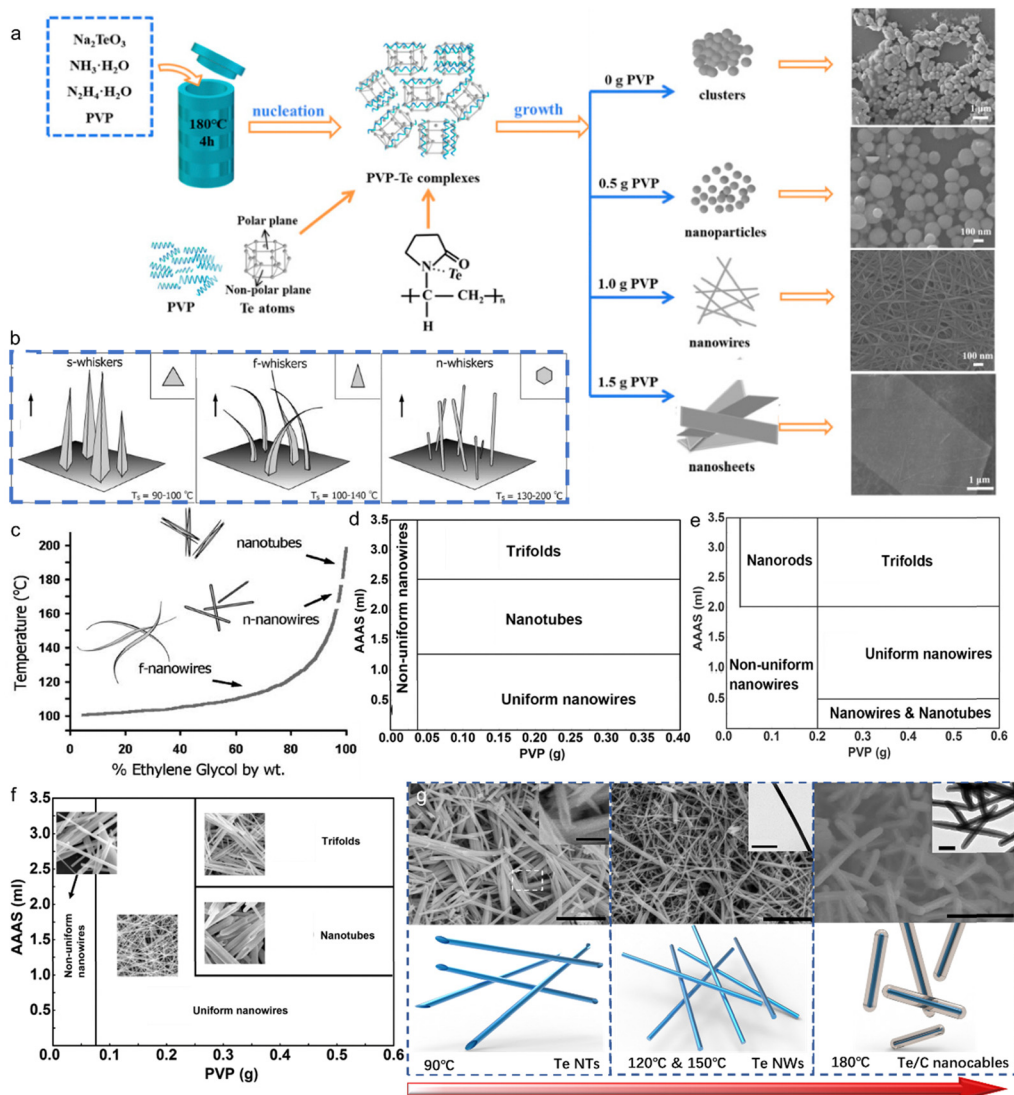 a
Na₂TeO₃
NH₃·H₂O
N₂H₄·H₂O
PVP
180°C
4h
nucleation
PVP-Te complexes
growth
Polar plane
Non-polar plane
PVP
Te atoms
O
N
Te
C
CH₂
n
H
0 g PVP
clusters
1 μm
0.5 g PVP
nanoparticles
100 nm
1.0 g PVP
nanowires
100 nm
1.5 g PVP
nanosheets
1 μm
b
s-whiskers
Tₛ = 90-100 °C
f-whiskers
Tₛ = 100-140 °C
n-whiskers
Tₛ = 130-200 °C
c
Temperature (°C)
200
180
160
140
120
100
nanotubes
n-nanowires
f-nanowires
20 40 60 80 100
% Ethylene Glycol by wt.
d
AAAS (ml)
3.5
3.0
2.5
2.0
1.5
1.0
0.5
Non-uniform nanowires
Trifolds
Nanotubes
Uniform nanowires
0.00 0.05 0.10 0.15 0.20 0.25 0.30 0.35 0.40
PVP (g)
e
AAAS (ml)
3.5
3.0
2.5
2.0
1.5
1.0
0.5
Nanorods
Trifolds
Non-uniform
nanowires
Uniform nanowires
Nanowires & Nanotubes
0.0 0.1 0.2 0.3 0.4 0.5 0.6
PVP (g)
f
AAAS (ml)
3.5
3.0
2.5
2.0
1.5
1.0
0.5
Non-uniform
nanowires
Trifolds
Nanotubes
Uniform nanowires
0.0 0.1 0.2 0.3 0.4 0.5 0.6
PVP (g)
g
90℃ Te NTs
120℃ & 150℃ Te NWs
180℃ Te/C nanocables